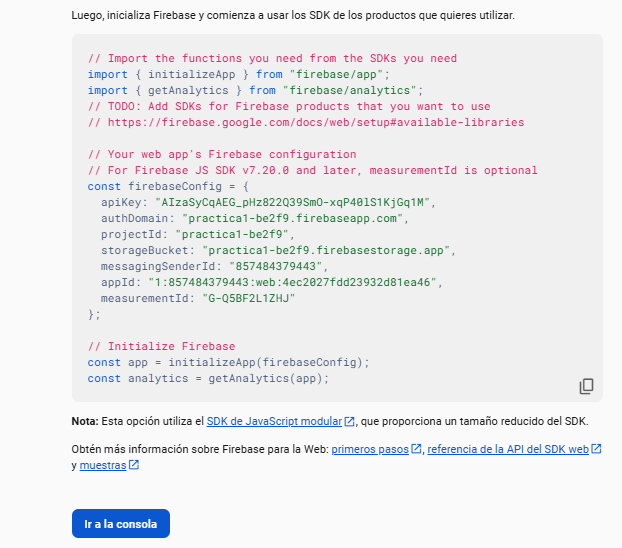 Luego, inicializa Firebase y comienza a usar los SDK de los productos que quieres utilizar.
// Import the functions you need from the SDKs you need
import { initializeApp } from "firebase/app";
import { getAnalytics } from "firebase/analytics";
// TODO: Add SDKs for Firebase products that you want to use
// https://firebase.google.com/docs/web/setup#available-libraries
// Your web app's Firebase configuration
// For Firebase JS SDK v7.20.0 and later, measurementId is optional
const firebaseConfig = {
  apiKey: "AIzaSyCqAEG_pHz822Q39SmO-xqP40lS1KjGq1M",
  authDomain: "practica1-be2f9.firebaseapp.com",
  projectId: "practica1-be2f9",
  storageBucket: "practica1-be2f9.firebasestorage.app",
  messagingSenderId: "857484379443",
  appId: "1:857484379443:web:4ec2027fdd23932d81ea46",
  measurementId: "G-Q5BF2L1ZHJ"
};
// Initialize Firebase
const app = initializeApp(firebaseConfig);
const analytics = getAnalytics(app);
Nota: Esta opción utiliza el SDK de JavaScript modular, que proporciona un tamaño reducido del SDK.
Obtén más información sobre Firebase para la Web: primeros pasos, referencia de la API del SDK web
y muestras
Ir a la consola